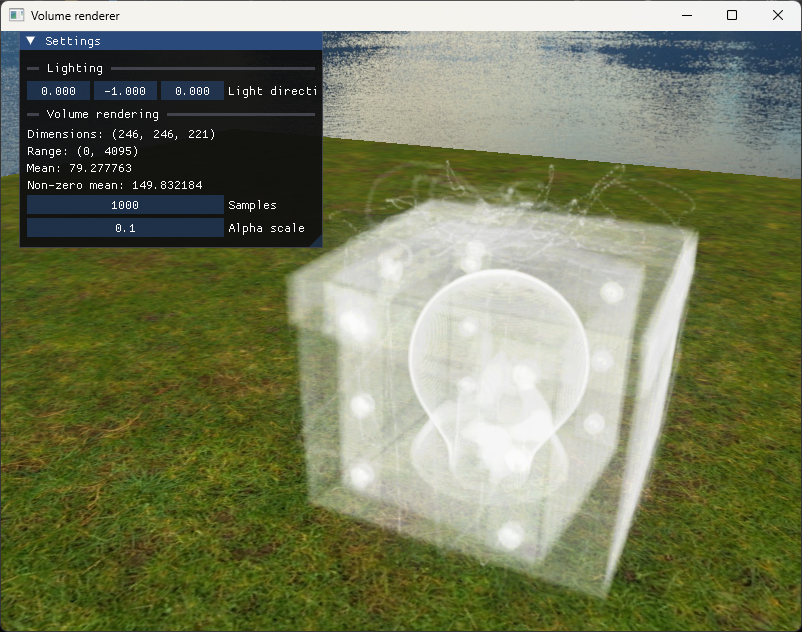 Volume renderer
Settings
Lighting
0.000 -1.000 0.000 Light directi
Volume rendering
Dimensions: (246, 246, 221)
Range: (0, 4095)
Mean: 79.277763
Non-zero mean: 149.832184
1000 Samples
0.1 Alpha scale